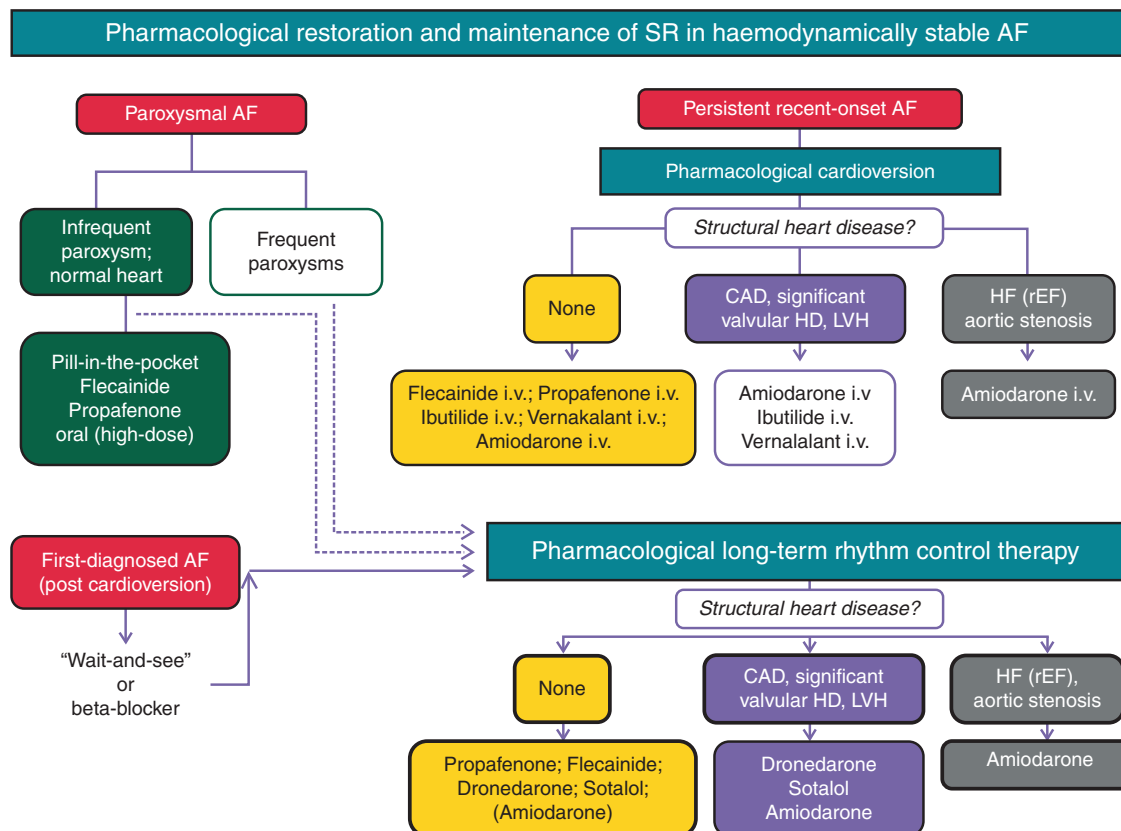 Pharmacological restoration and maintenance of SR in haemodynamically stable AF
Paroxysmal AF
Infrequent
paroxysm;
normal heart
Frequent
paroxysms
Pill-in-the-pocket
Flecainide
Propafenone
oral (high-dose)
Persistent recent-onset AF
Pharmacological cardioversion
Structural heart disease?
None
CAD, significant
valvular HD, LVH
HF (rEF)
aortic stenosis
Flecainide i.v.; Propafenone i.v.
Ibutilide i.v.; Vernakalant i.v.;
Amiodarone i.v.
Amiodarone i.v
Ibutilide i.v.
Vernalalant i.v.
Amiodarone i.v.
First-diagnosed AF
(post cardioversion)
“Wait-and-see”
or
beta-blocker
Pharmacological long-term rhythm control therapy
Structural heart disease?
None
CAD, significant
valvular HD, LVH
HF (rEF),
aortic stenosis
Propafenone; Flecainide;
Dronedarone; Sotalol;
(Amiodarone)
Dronedarone
Sotalol
Amiodarone
Amiodarone